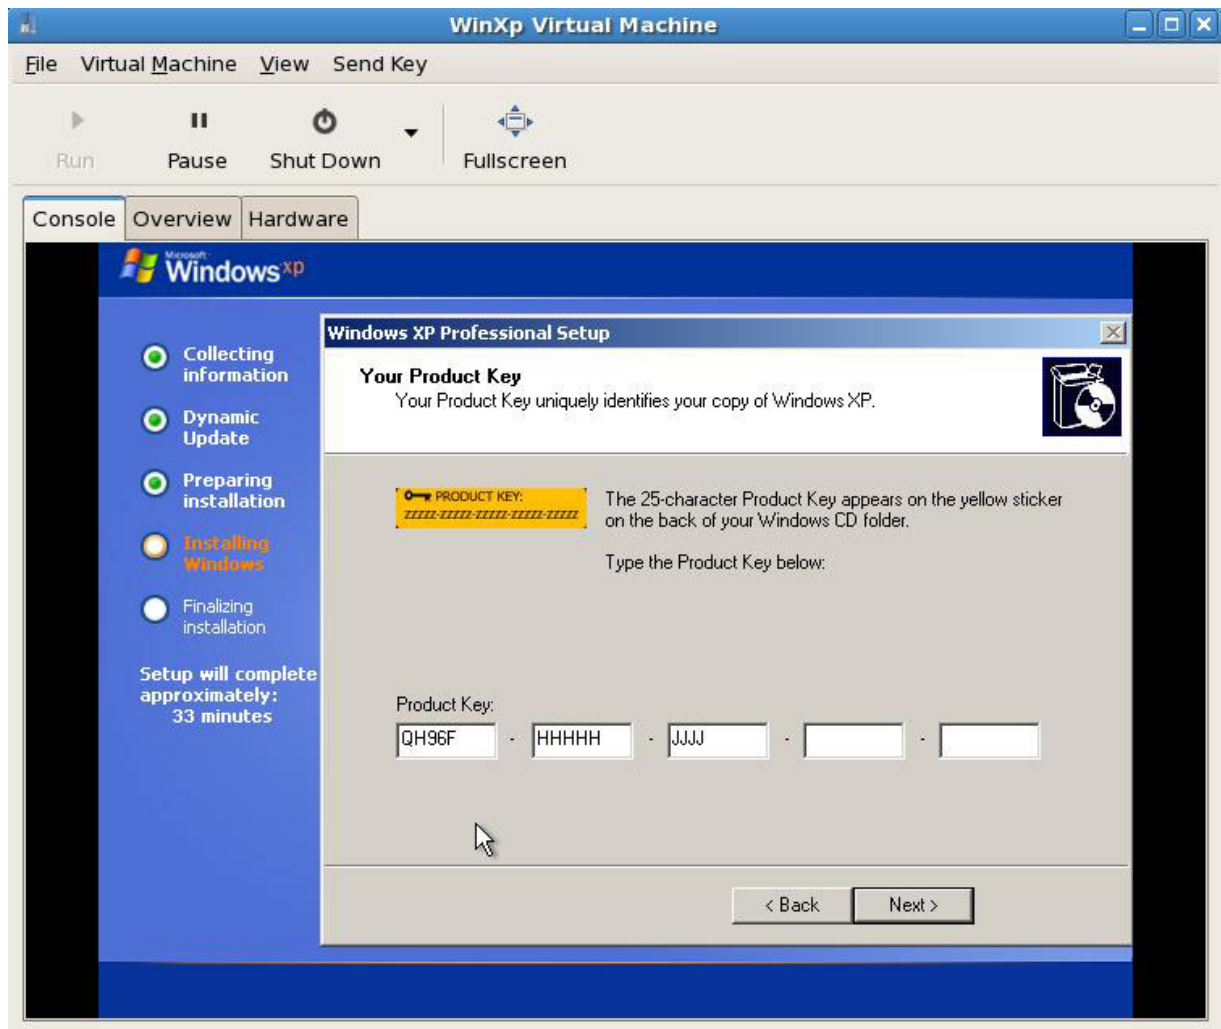 WinXp Virtual Machine
File Virtual Machine View Send Key
Run Pause Shut Down Fullscreen
Console Overview Hardware
Microsoft
Windows xp
Collecting
information
Dynamic
Update
Preparing
installation
Installing
Windows
Finalizing
installation
Setup will complete
approximately:
33 minutes
Windows XP Professional Setup
Your Product Key
Your Product Key uniquely identifies your copy of Windows XP.
PRODUCT KEY:
ZZZZZ-ZZZZZ-ZZZZZ-ZZZZZ-ZZZZZ
The 25-character Product Key appears on the yellow sticker
on the back of your Windows CD folder.
Type the Product Key below:
Product Key:
QH96F - HHHHH - JJJJ - -
< Back Next >